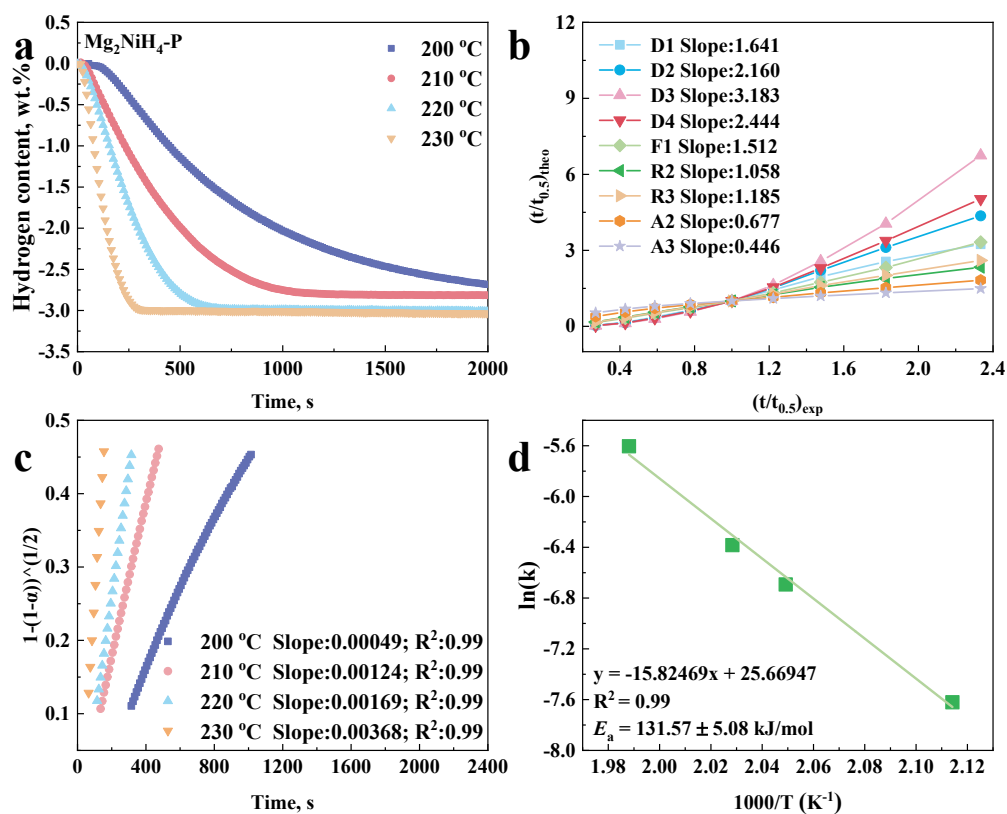 a
Mg₂NiH₄-P
200 °C
210 °C
220 °C
230 °C
0.5
0.0
-0.5
-1.0
-1.5
-2.0
-2.5
-3.0
-3.5
Hydrogen content, wt.%
0 500 1000 1500 2000
Time, s
b
D1 Slope:1.641
D2 Slope:2.160
D3 Slope:3.183
D4 Slope:2.444
F1 Slope:1.512
R2 Slope:1.058
R3 Slope:1.185
A2 Slope:0.677
A3 Slope:0.446
12
9
6
3
0
(t/t₀.₅)theo
0.4 0.8 1.2 1.6 2.0 2.4
(t/t₀.₅)exp
c
0.5
0.4
0.3
0.2
0.1
1-(1-α))^(1/2)
200 °C Slope:0.00049; R²:0.99
210 °C Slope:0.00124; R²:0.99
220 °C Slope:0.00169; R²:0.99
230 °C Slope:0.00368; R²:0.99
0 400 800 1200 1600 2000 2400
Time, s
d
-5.6
-6.0
-6.4
-6.8
-7.2
-7.6
-8.0
ln(k)
y = -15.82469x + 25.66947
R² = 0.99
Eₐ = 131.57 ± 5.08 kJ/mol
1.98 2.00 2.02 2.04 2.06 2.08 2.10 2.12
1000/T (K⁻¹)